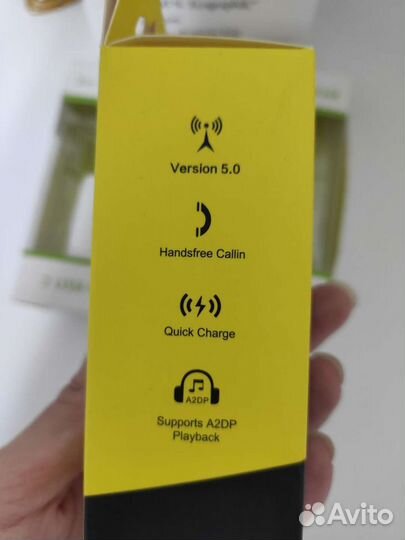 Version 5.0
Handsfree Callin
Quick Charge
A2DP
Supports A2DP
Playback
Avito